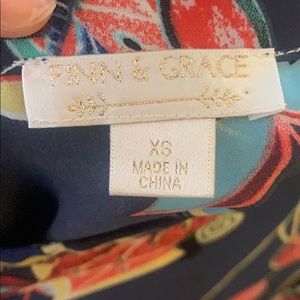 FINN & GRACE
XS
MADE IN
CHINA